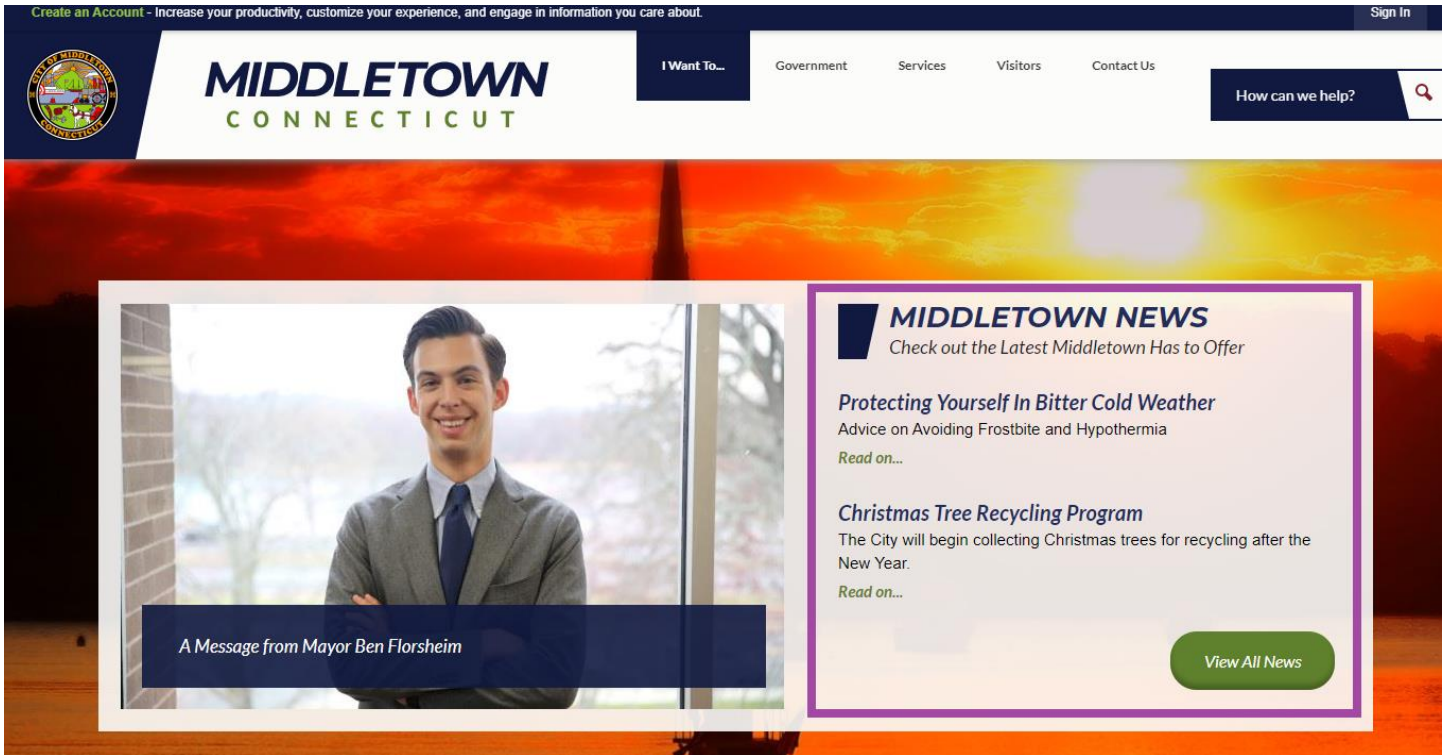 Create an Account - Increase your productivity, customize your experience, and engage in information you care about.
Sign In
CITY OF MIDDLETOWN
CONNECTICUT
MIDDLETOWN
CONNECTICUT
I Want To...
Government
Services
Visitors
Contact Us
How can we help?
A Message from Mayor Ben Florsheim
MIDDLETOWN NEWS
Check out the Latest Middletown Has to Offer
Protecting Yourself In Bitter Cold Weather
Advice on Avoiding Frostbite and Hypothermia
Read on...
Christmas Tree Recycling Program
The City will begin collecting Christmas trees for recycling after the
New Year.
Read on...
View All News